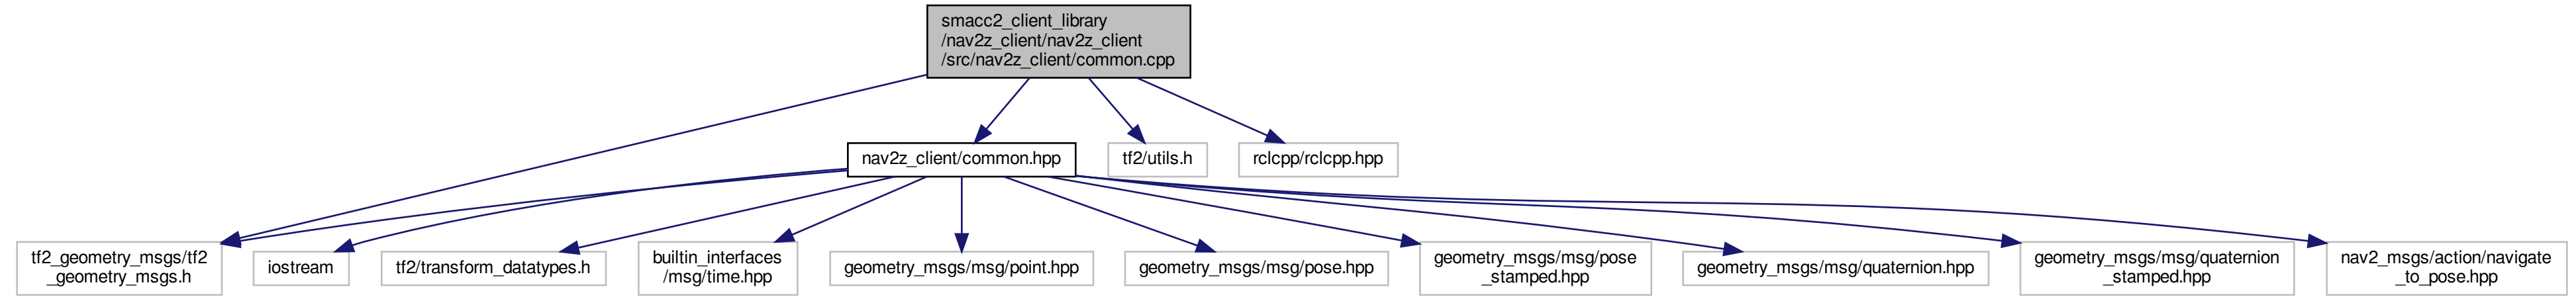 smacc2_client_library
/nav2z_client/nav2z_client
/src/nav2z_client/common.cpp
nav2z_client/common.hpp
tf2/utils.h
rclcpp/rclcpp.hpp
tf2_geometry_msgs/tf2
_geometry_msgs.h
iostream
tf2/transform_datatypes.h
builtin_interfaces
/msg/time.hpp
geometry_msgs/msg/point.hpp
geometry_msgs/msg/pose.hpp
geometry_msgs/msg/pose
_stamped.hpp
geometry_msgs/msg/quaternion.hpp
geometry_msgs/msg/quaternion
_stamped.hpp
nav2_msgs/action/navigate
_to_pose.hpp